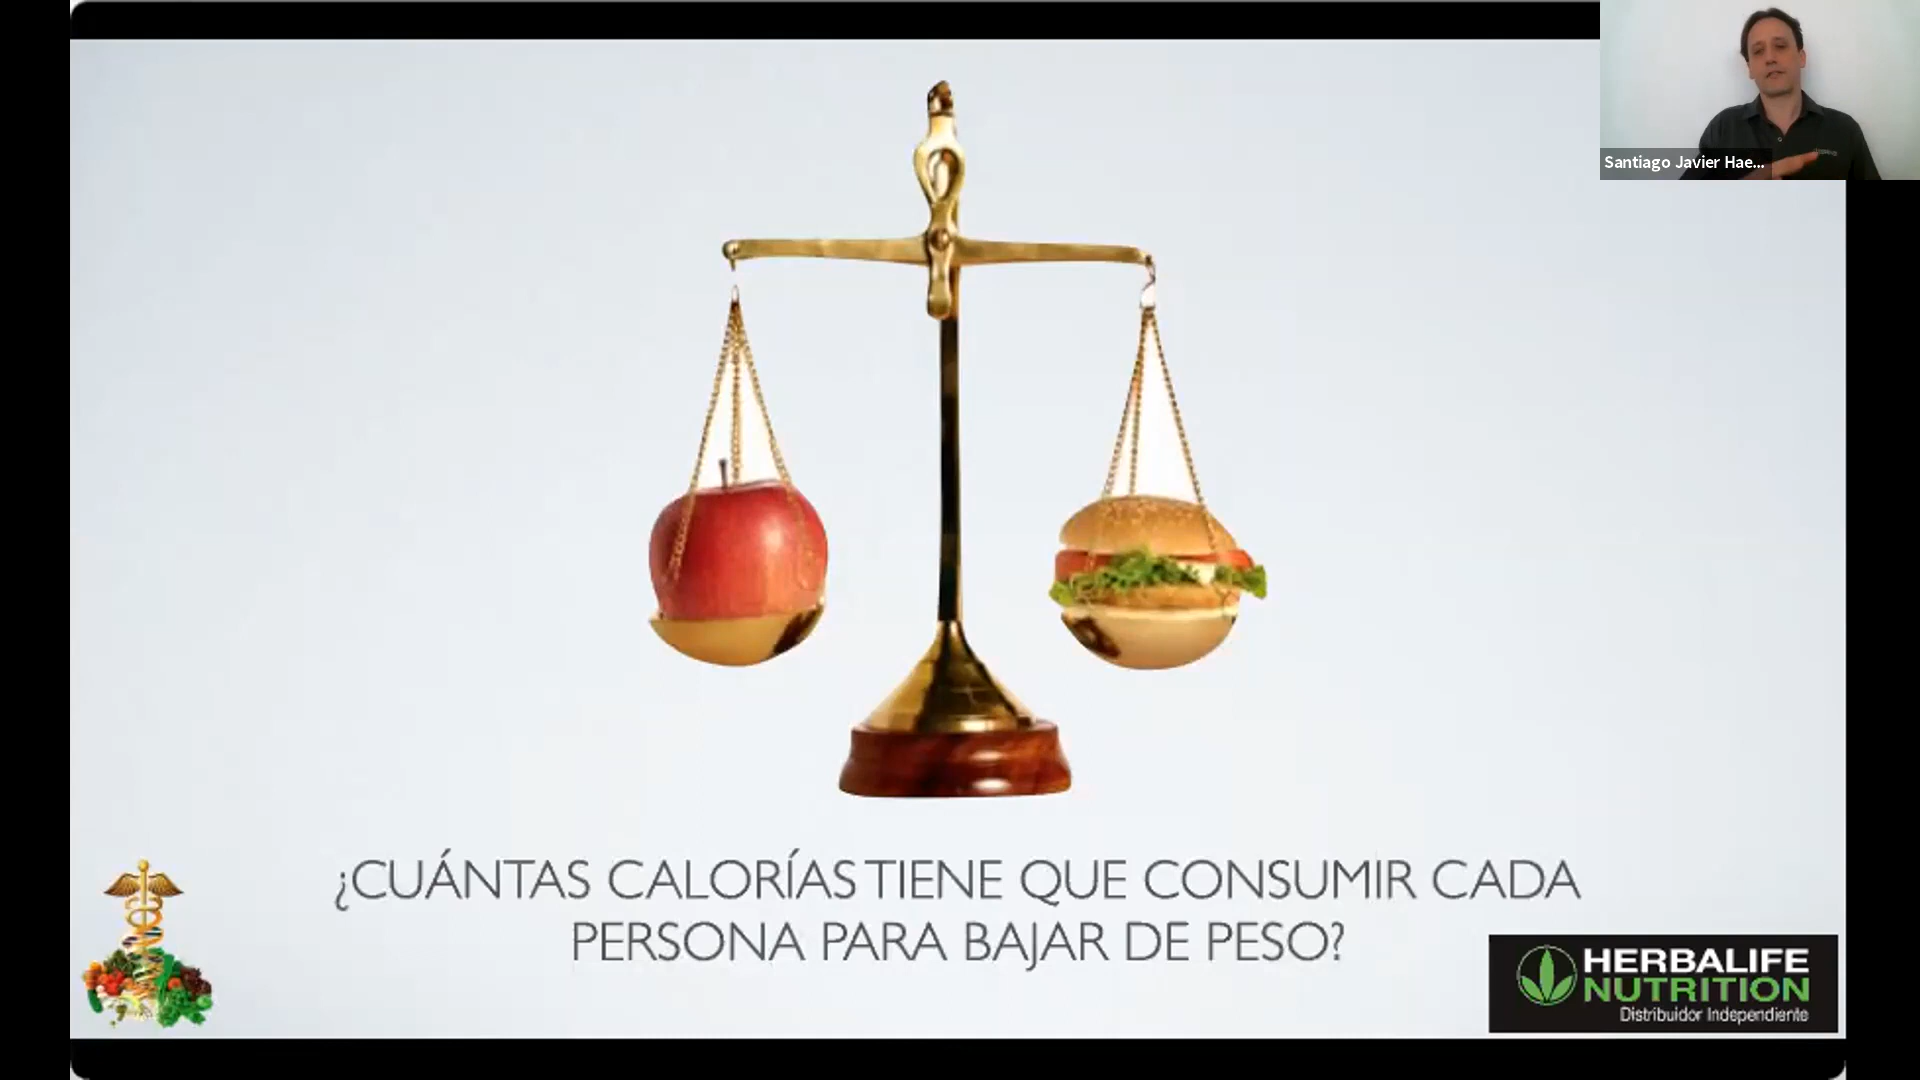 Santiago Javier Hae...
¿CUÁNTAS CALORÍAS TIENE QUE CONSUMIR CADA
PERSONA PARA BAJAR DE PESO?
HERBALIFE
NUTRITION
Distribuidor Independiente